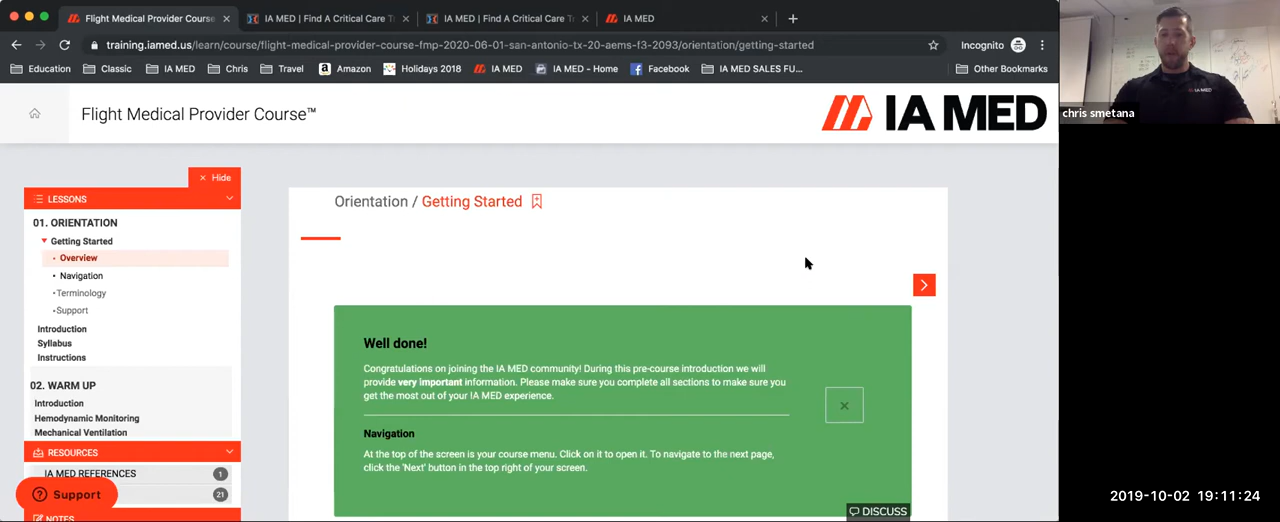 Flight Medical Provider Course
IA MED | Find A Critical Care T
IA MED | Find A Critical Care T
IA MED
training.iamed.us/learn/course/flight-medical-provider-course-fmp-2020-06-01-san-antonio-tx-20-aems-f3-2093/orientation/getting-started
Incognito
Education
Classic
IA MED
Chris
Travel
Amazon
Holidays 2018
IA MED
IA MED - Home
Facebook
IA MED SALES FU...
Other Bookmarks
Flight Medical Provider Course™
IA MED
IA MED
chris smetana
× Hide
LESSONS
01. ORIENTATION
Getting Started
Overview
Navigation
Terminology
Support
Introduction
Syllabus
Instructions
02. WARM UP
Introduction
Hemodynamic Monitoring
Mechanical Ventilation
RESOURCES
IA MED REFERENCES 1
21
Support
NOTES
Orientation / Getting Started
Well done!
Congratulations on joining the IA MED community! During this pre-course introduction we will
provide very important information. Please make sure you complete all sections to make sure you
get the most out of your IA MED experience.
Navigation
At the top of the screen is your course menu. Click on it to open it. To navigate to the next page,
click the 'Next' button in the top right of your screen.
DISCUSS
2019-10-02 19:11:24